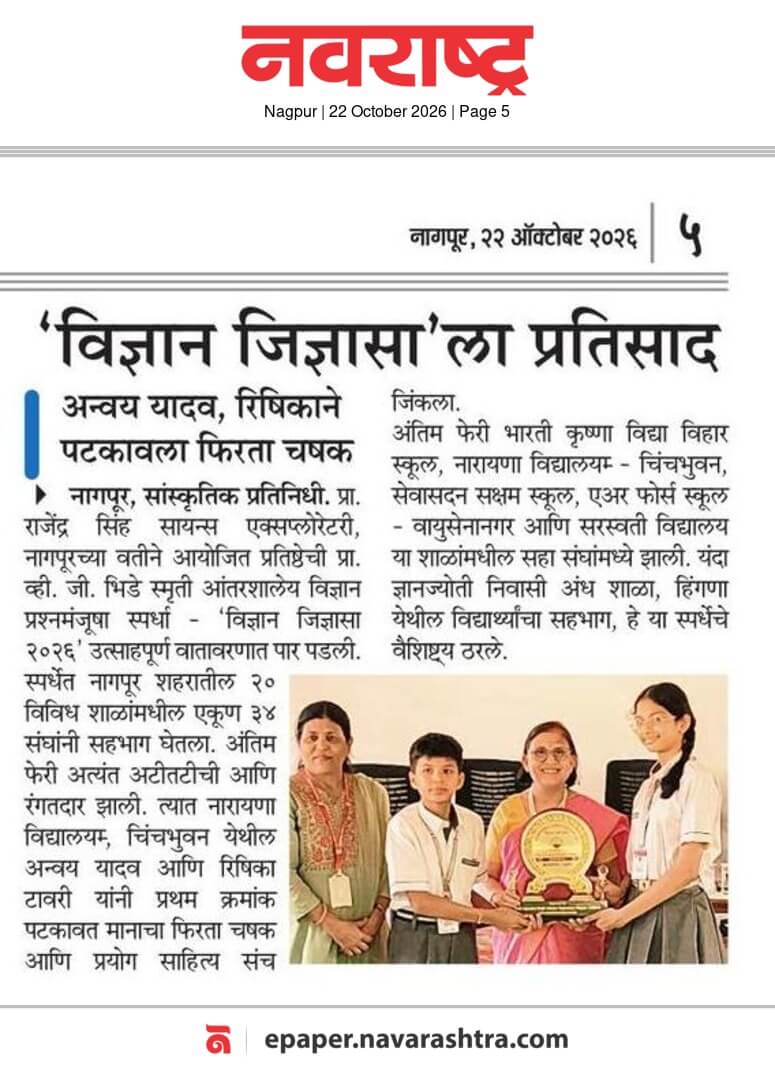 नवराष्ट्र
Nagpur | 22 October 2026 | Page 5
नागपूर, २२ ऑक्टोबर २०२६ ५
‘विज्ञान जिज्ञासा’ला प्रतिसाद
अन्वय यादव, रिषिकाने
पटकावला फिरता चषक
नागपूर, सांस्कृतिक प्रतिनिधी. प्रा.
राजेंद्र सिंह सायन्स एक्सप्लोरेटरी,
नागपूरच्या वतीने आयोजित प्रतिष्ठेची प्रा.
व्ही. जी. भिडे स्मृती आंतरशालेय विज्ञान
प्रश्नमंजूषा स्पर्धा - ‘विज्ञान जिज्ञासा
२०२६’ उत्साहपूर्ण वातावरणात पार पडली.
स्पर्धेत नागपूर शहरातील २०
विविध शाळांमधील एकूण ३४
संघांनी सहभाग घेतला. अंतिम
फेरी अत्यंत अटीतटीची आणि
रंगतदार झाली. त्यात नारायणा
विद्यालयम्, चिंचभुवन येथील
अन्वय यादव आणि रिषिका
टावरी यांनी प्रथम क्रमांक
पटकावत मानाचा फिरता चषक
आणि प्रयोग साहित्य संच
जिंकला.
अंतिम फेरी भारती कृष्णा विद्या विहार
स्कूल, नारायणा विद्यालयम् - चिंचभुवन,
सेवासदन सक्षम स्कूल, एअर फोर्स स्कूल
- वायुसेनानगर आणि सरस्वती विद्यालय
या शाळांमधील सहा संघांमध्ये झाली. यंदा
ज्ञानज्योती निवासी अंध शाळा, हिंगणा
येथील विद्यार्थ्यांचा सहभाग, हे या स्पर्धेचे
वैशिष्ट्य ठरले.
epaper.navarashtra.com